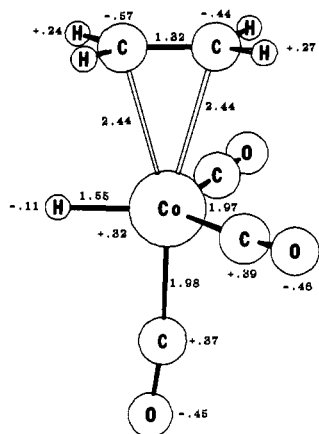 -.57 -.44
+.24 H H C 1.32 C H H +.27
2.44 2.44
C O
-.11 H 1.55 Co 1.97
+.32 C O
1.98 +.39 -.46
C +.37
O -.45